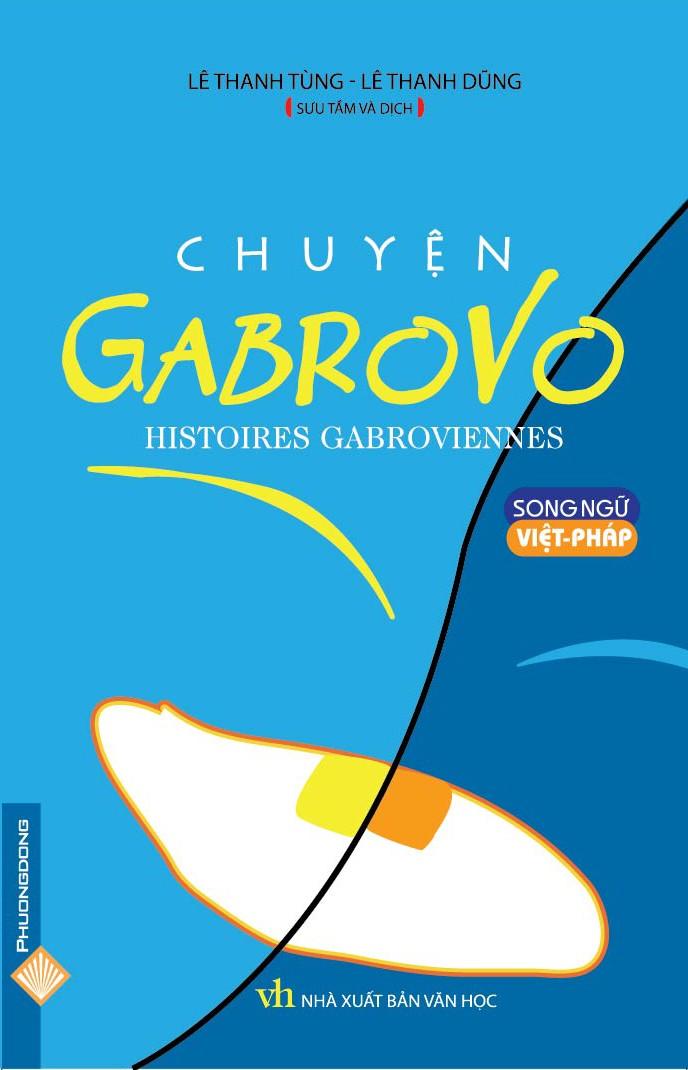 LÊ THANH TÙNG - LÊ THANH DŨNG
( SƯU TẦM VÀ DỊCH )
CHUYỆN
GABROVO
HISTOIRES GABROVIENNES
SONG NGỮ
VIỆT-PHÁP
PHUONGDONG
vh NHÀ XUẤT BẢN VĂN HỌC